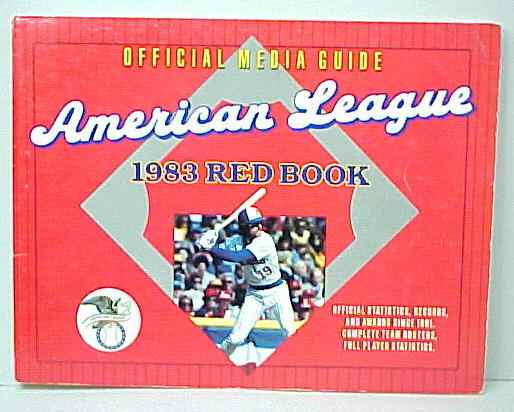 OFFICIAL MEDIA GUIDE
American League
1983 RED BOOK
19
OFFICIAL STATISTICS, RECORDS,
AND AWARDS SINCE 1901.
COMPLETE TEAM ROSTERS,
FULL PLAYER STATISTICS.